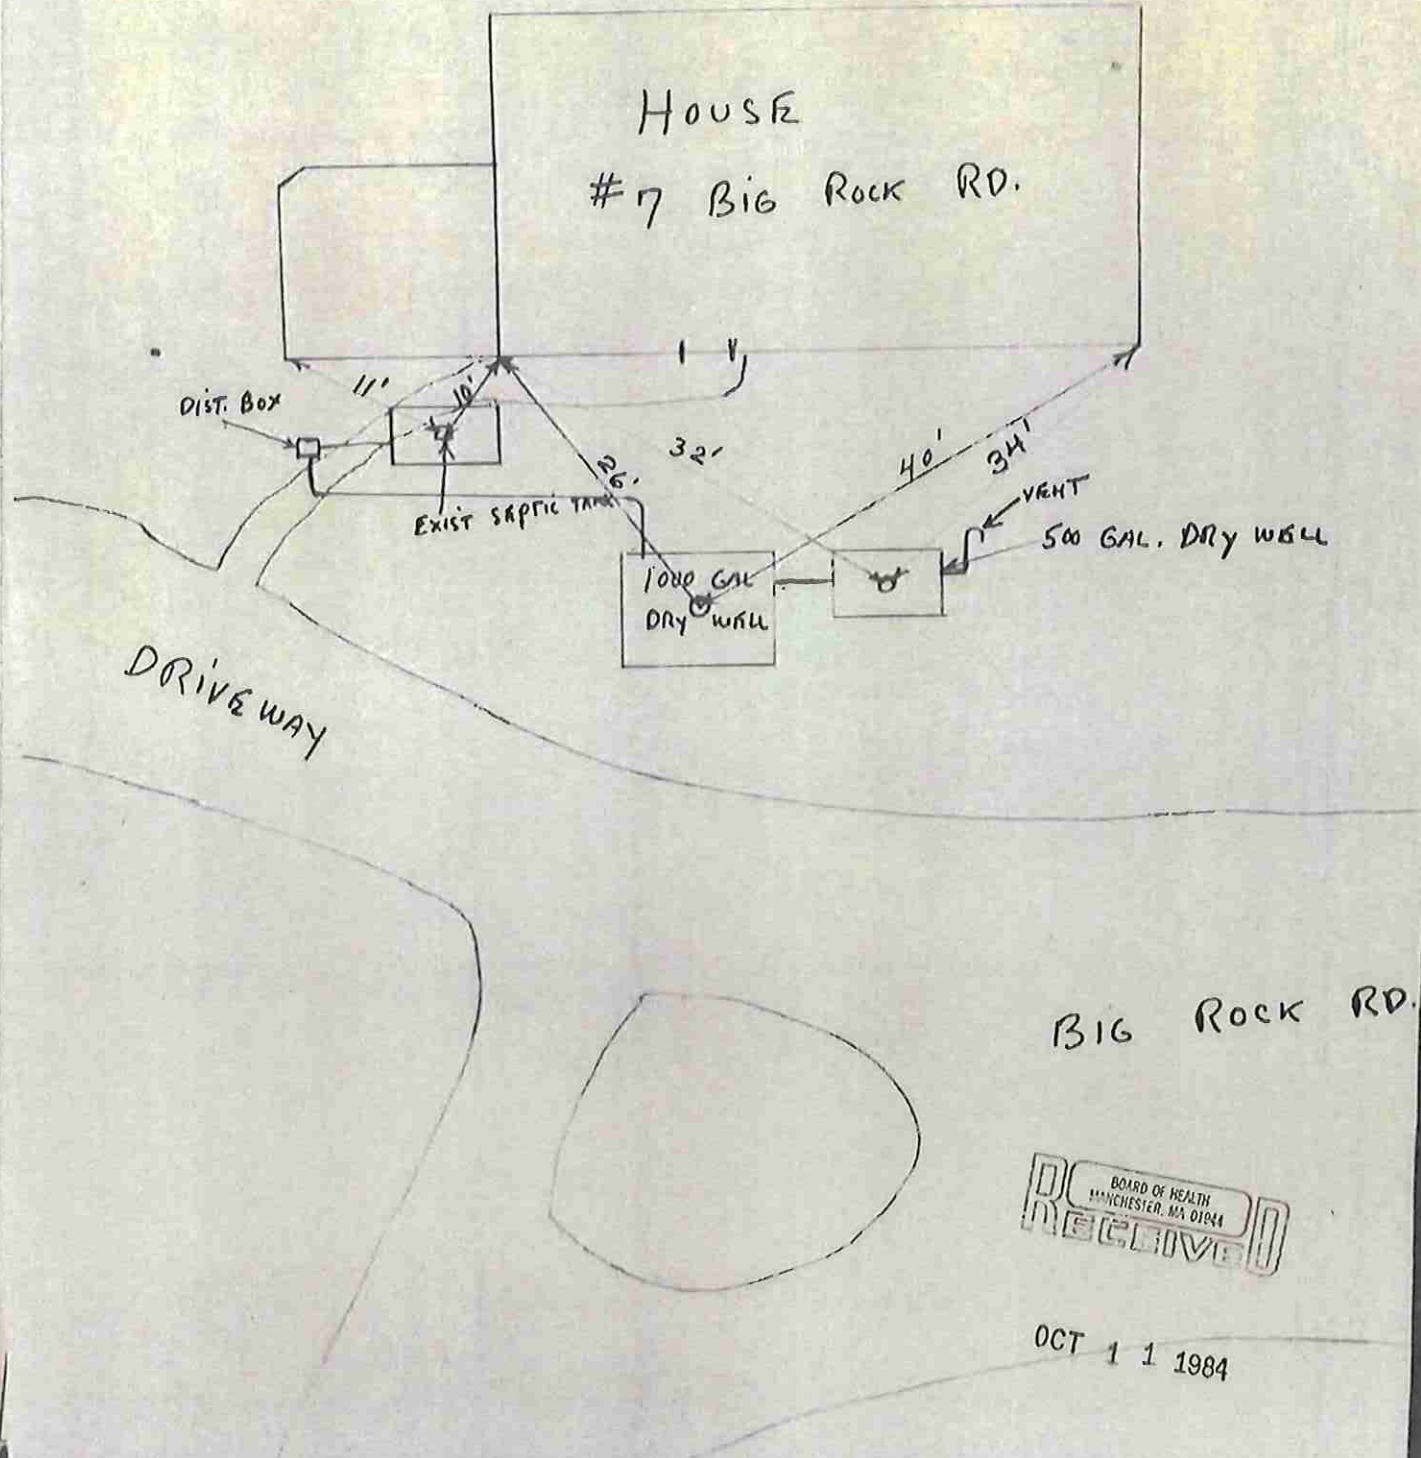 HOUSE
#7 BIG ROCK RD.
11'
10'
DIST. BOX
32'
40'
34'
26'
VENT
EXIST SEPTIC TANK
500 GAL. DRY WELL
1000 GAL
DRY WELL
DRIVEWAY
BIG ROCK RD.
BOARD OF HEALTH
MANCHESTER, MA 01944
RECEIVED
OCT 11 1984